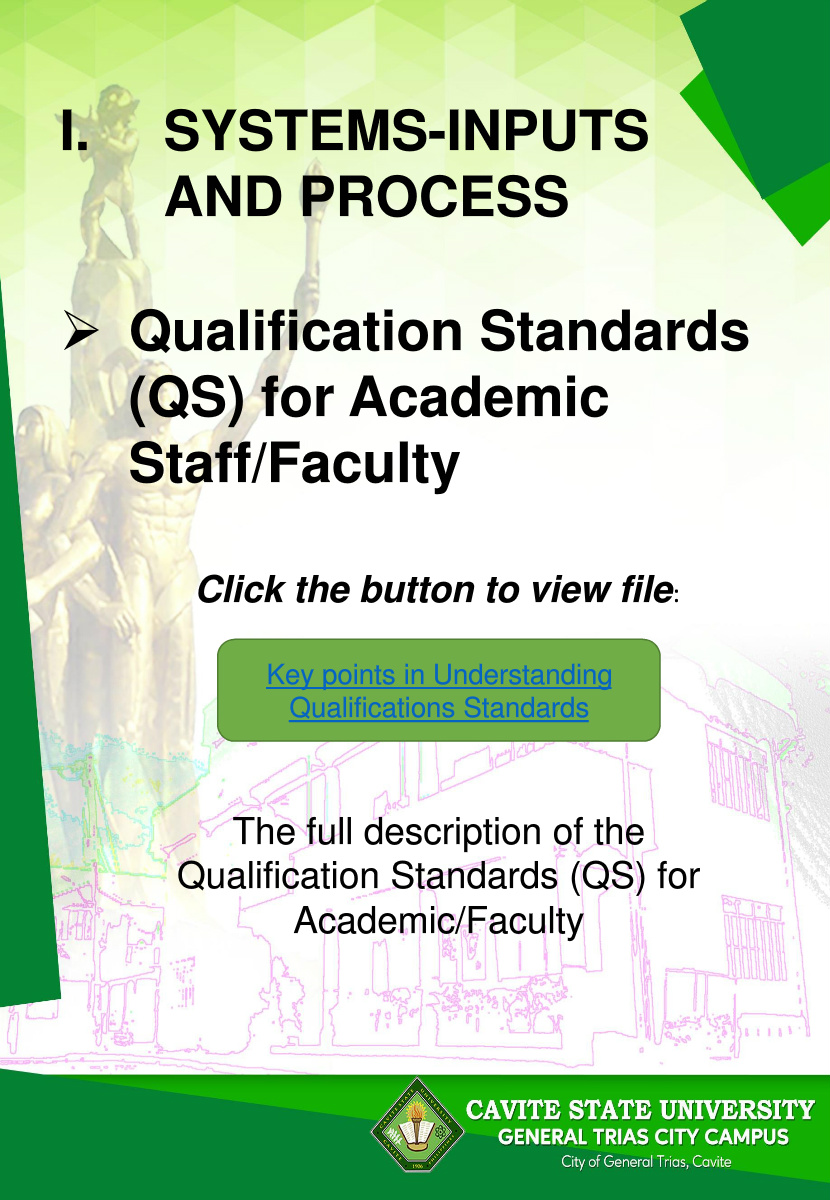 I. SYSTEMS-INPUTS
AND PROCESS
➢ Qualification Standards
(QS) for Academic
Staff/Faculty
Click the button to view file:
Key points in Understanding
Qualifications Standards
The full description of the
Qualification Standards (QS) for
Academic/Faculty
CAVITE STATE UNIVERSITY
GENERAL TRIAS CITY CAMPUS
City of General Trias, Cavite
1906